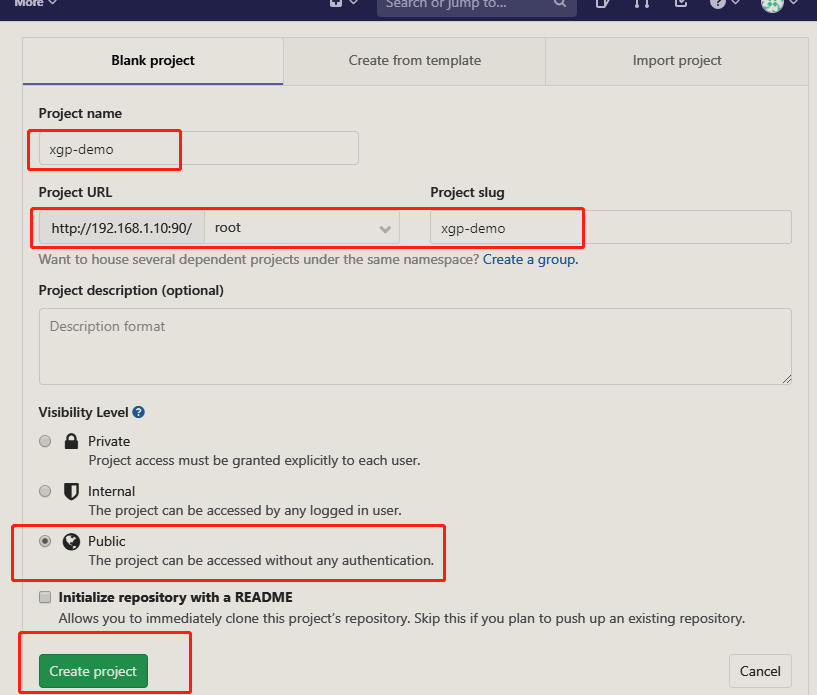 More
Search or jump to...
Blank project
Create from template
Import project
Project name
xgp-demo
Project URL
Project slug
http://192.168.1.10:90/
root
xgp-demo
Want to house several dependent projects under the same namespace? Create a group.
Project description (optional)
Description format
Visibility Level
Private
Project access must be granted explicitly to each user.
Internal
The project can be accessed by any logged in user.
Public
The project can be accessed without any authentication.
Initialize repository with a README
Allows you to immediately clone this project’s repository. Skip this if you plan to push up an existing repository.
Create project
Cancel